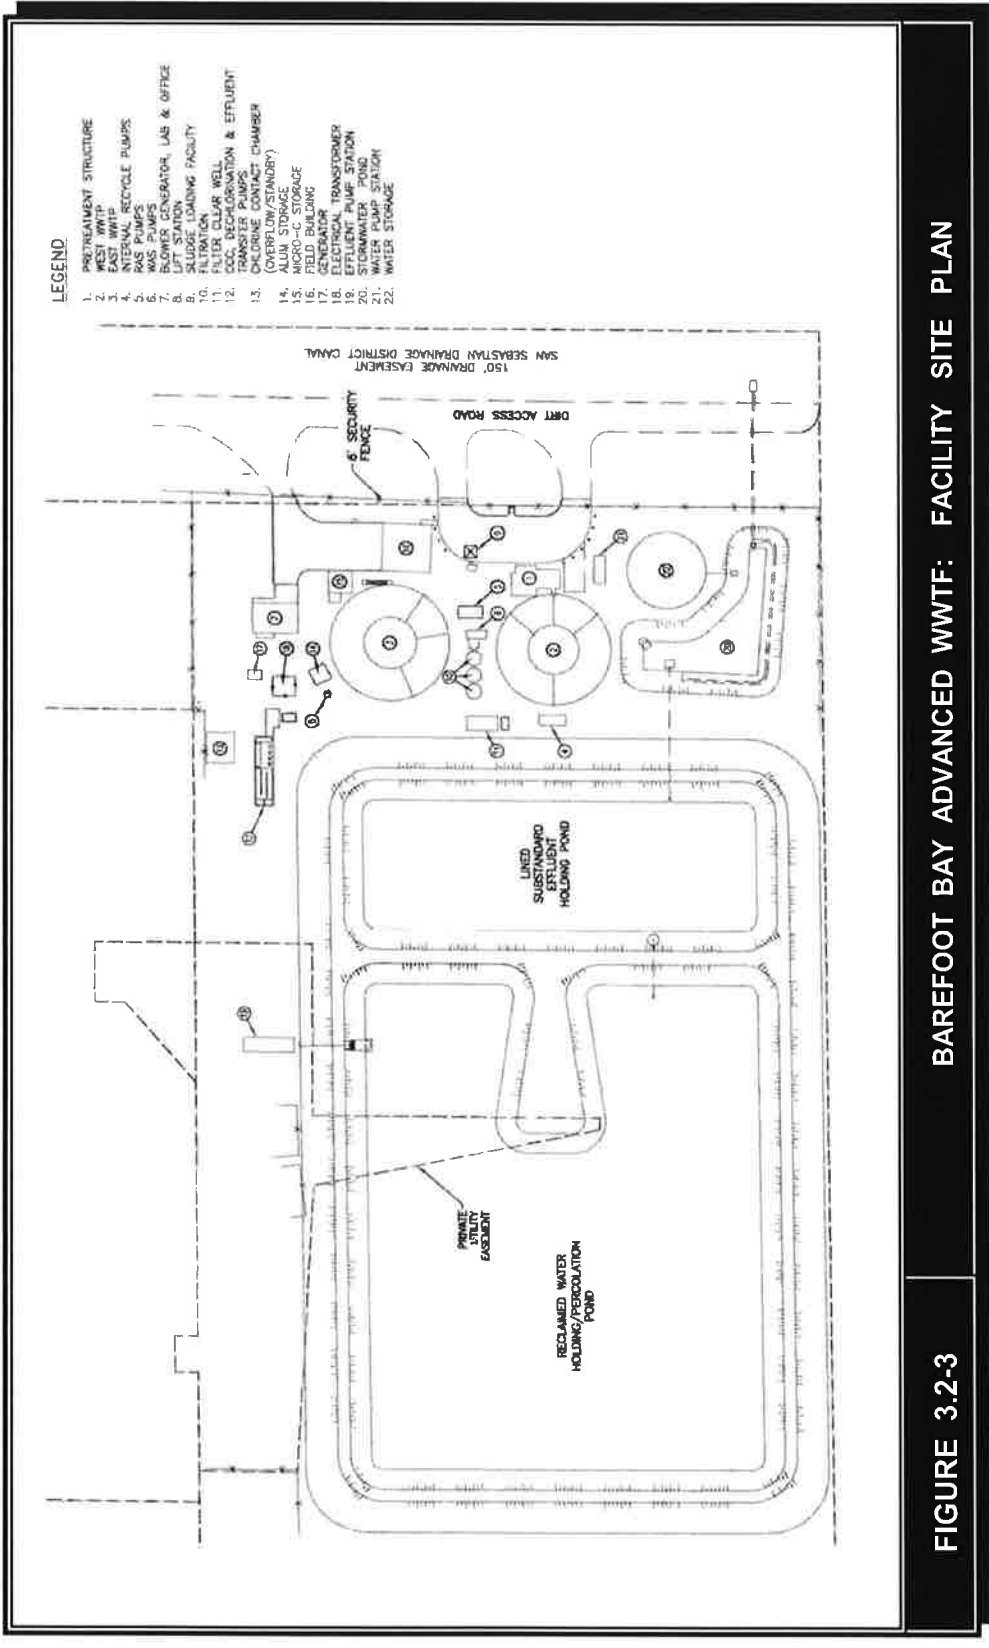 LEGEND
1. PRETREATMENT STRUCTURE
2. WEST WWTP
3. EAST WWTP
4. INTERNAL RECYCLE PUMPS
5. RAS PUMPS
6. WAS PUMPS
7. BLOWER GENERATOR, LAB & OFFICE
8. LIFT STATION
9. SLUDGE LOADING FACILITY
10. FILTRATION
11. FILTER CLEAR WELL
12. CCC, DECHLORINATION & EFFLUENT
TRANSFER PUMPS
13. CHLORINE CONTACT CHAMBER
(OVERFLOW/STANDBY)
14. ALUM STORAGE
15. MICRO-C STORAGE
16. FIELD BUILDING
17. GENERATOR
18. ELECTRICAL TRANSFORMER
19. EFFLUENT PUMP STATION
20. STORMWATER POND
21. WATER PUMP STATION
22. WATER STORAGE
150' DRAINAGE EASEMENT
SAN SEBASTIAN DRAINAGE DISTRICT CANAL
DIRT ACCESS ROAD
6' SECURITY
FENCE
LINED
SUBSTANDARD
EFFLUENT
HOLDING POND
PRIVATE
UTILITY
EASEMENT
RECLAIMED WATER
HOLDING/PERCOLATION
POND
FIGURE 3.2-3
BAREFOOT BAY ADVANCED WWTF: FACILITY SITE PLAN